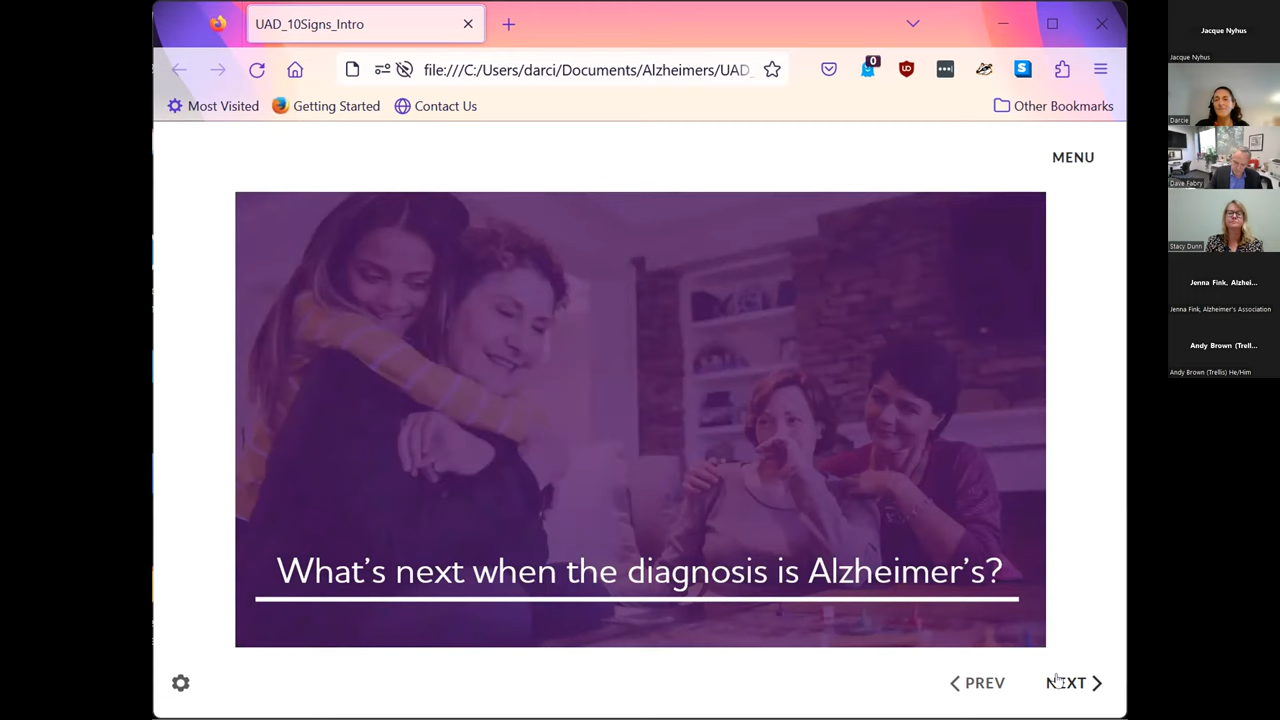 UAD_10Signs_Intro
file:///C:/Users/darci/Documents/Alzheimers/UAD_
0
Most Visited
Getting Started
Contact Us
Other Bookmarks
MENU
What's next when the diagnosis is Alzheimer's?
PREV
NEXT
Jacque Nyhus
Jacque Nyhus
Darcie
Dave Fabry
Stacy Dunn
Jenna Fink, Alzhei...
Jenna Fink, Alzheimer's Association
Andy Brown (Trell...
Andy Brown (Trellis) He/Him